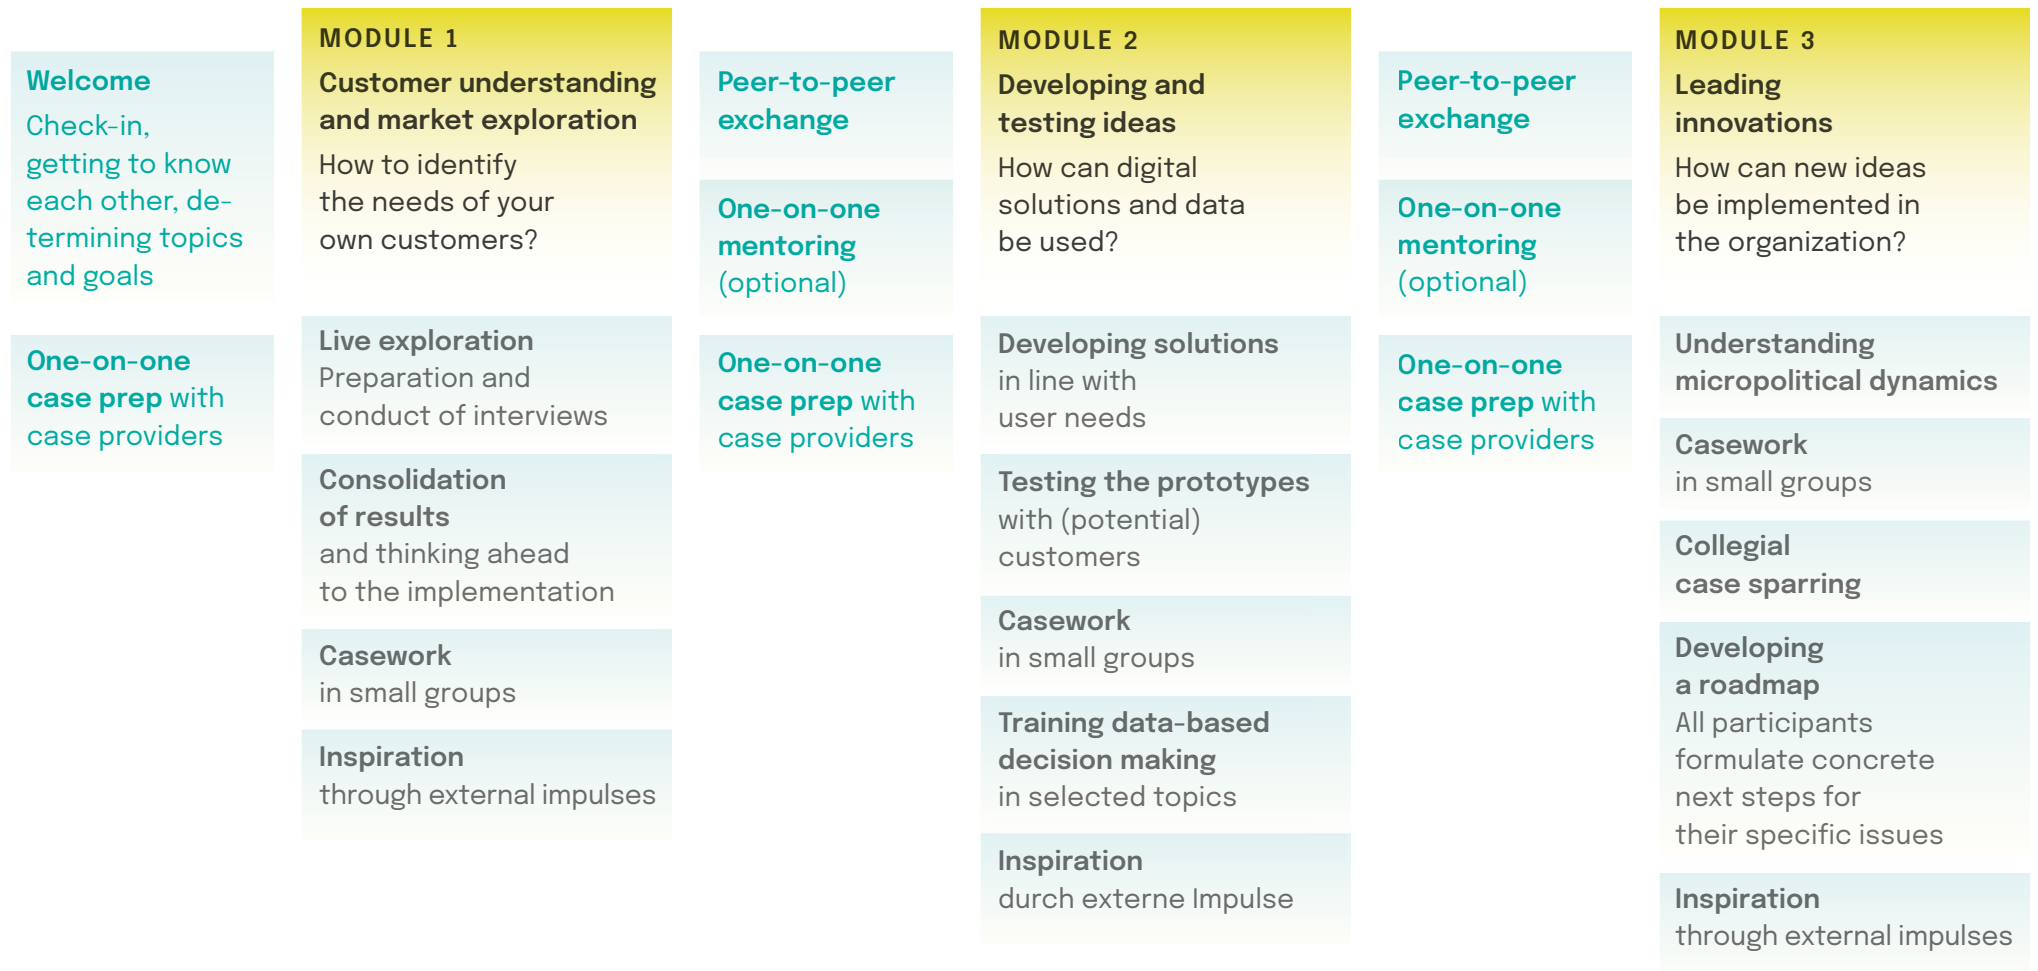 Welcome
Check-in,
getting to know
each other, de-
termining topics
and goals
One-on-one
case prep with
case providers
MODULE 1
Customer understanding
and market exploration
How to identify
the needs of your
own customers?
Live exploration
Preparation and
conduct of interviews
Consolidation
of results
and thinking ahead
to the implementation
Casework
in small groups
Inspiration
through external impulses
Peer-to-peer
exchange
One-on-one
mentoring
(optional)
One-on-one
case prep with
case providers
MODULE 2
Developing and
testing ideas
How can digital
solutions and data
be used?
Developing solutions
in line with
user needs
Testing the prototypes
with (potential)
customers
Casework
in small groups
Training data-based
decision making
in selected topics
Inspiration
durch externe Impulse
Peer-to-peer
exchange
One-on-one
mentoring
(optional)
One-on-one
case prep with
case providers
MODULE 3
Leading
innovations
How can new ideas
be implemented in
the organization?
Understanding
micropolitical dynamics
Casework
in small groups
Collegial
case sparring
Developing
a roadmap
All participants
formulate concrete
next steps for
their specific issues
Inspiration
through external impulses